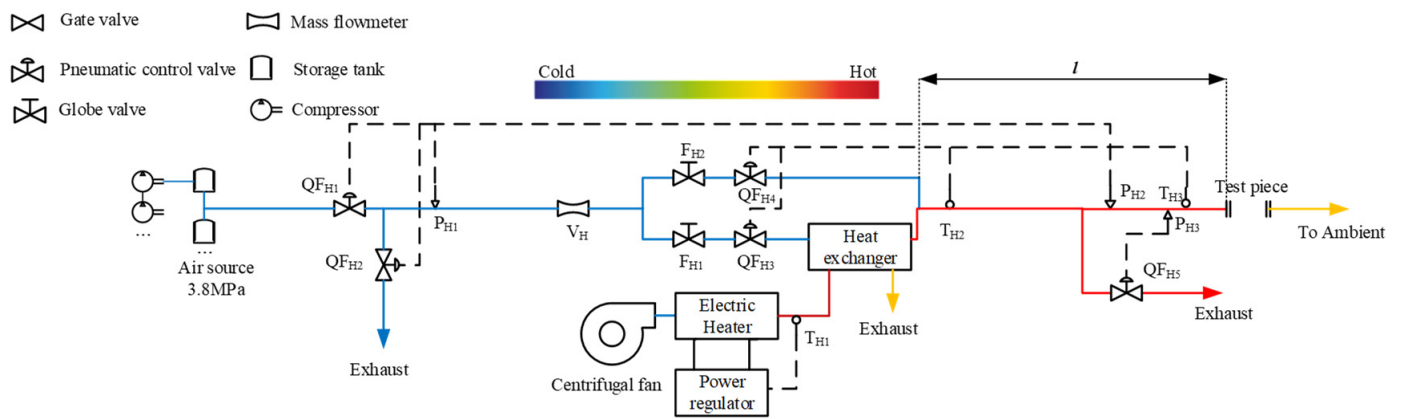 Gate valve
Mass flowmeter
Pneumatic control valve
Storage tank
Globe valve
Compressor
Cold
Hot
l
FH2
QFH1
QFH4
PH2
TH3
Test piece
PH1
VH
TH2
PH3
To Ambient
...
...
Air source
3.8MPa
QFH2
FH1
QFH3
Heat
exchanger
QFH5
Exhaust
Electric
Heater
TH1
Exhaust
Exhaust
Centrifugal fan
Power
regulator